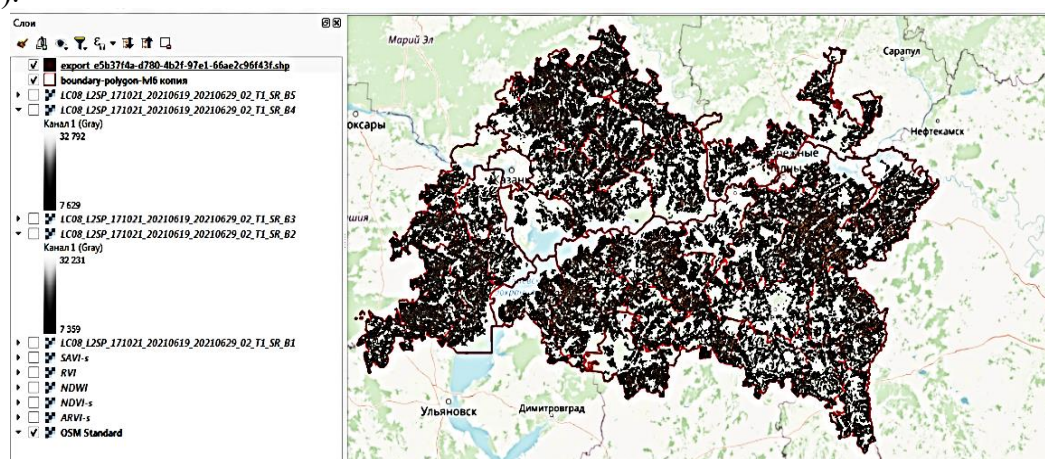 ).
Слои
export_e5b37f4a-d780-4b2f-97e1-66ae2c96f43f.shp
boundary-polygon-lvl6 копия
LC08_L2SP_171021_20210619_20210629_02_T1_SR_B5
LC08_L2SP_171021_20210619_20210629_02_T1_SR_B4
Канал 1 (Gray)
32 792
7 629
LC08_L2SP_171021_20210619_20210629_02_T1_SR_B3
LC08_L2SP_171021_20210619_20210629_02_T1_SR_B2
Канал 1 (Gray)
32 231
7 359
LC08_L2SP_171021_20210619_20210629_02_T1_SR_B1
SAVI-s
RVI
NDWI
NDVI-s
ARVI-s
OSM Standard
Марий Эл
Сарапул
Нефтекамск
Ульяновск
Димитровград